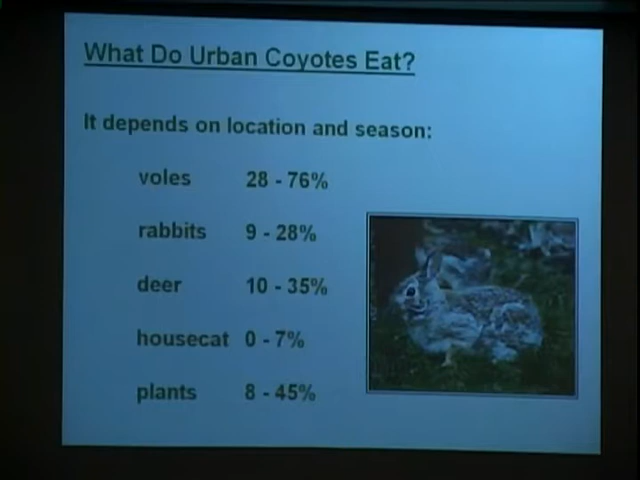 What Do Urban Coyotes Eat?
It depends on location and season:
voles 28 - 76%
rabbits 9 - 28%
deer 10 - 35%
housecat 0 - 7%
plants 8 - 45%